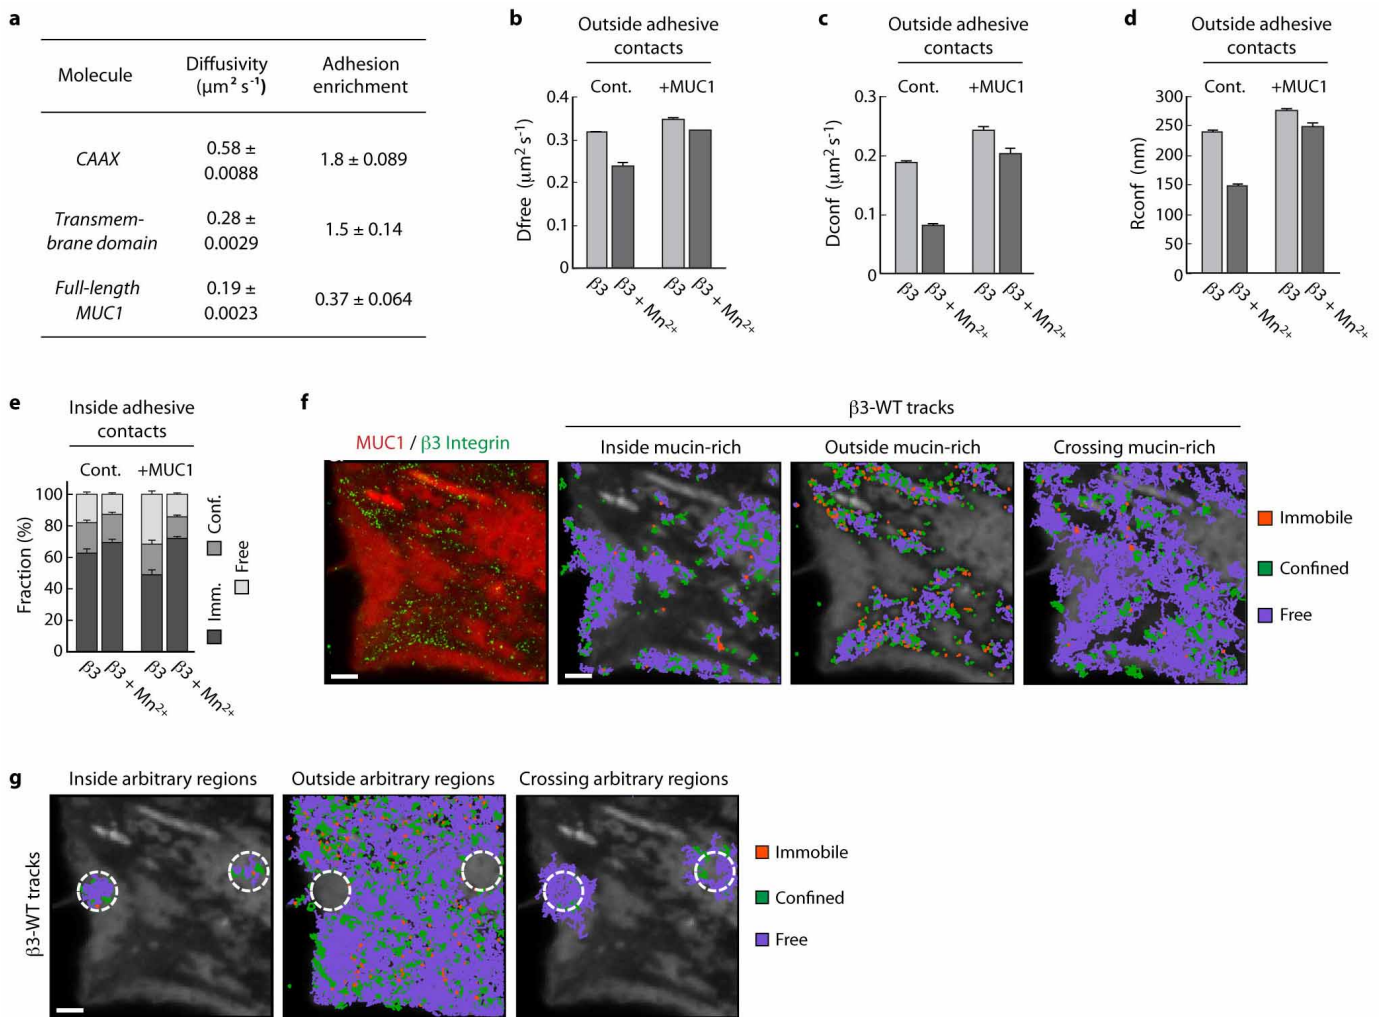 a
Molecule
Diffusivity
(μm² s⁻¹)
Adhesion
enrichment
CAAX
0.58 ±
0.0088
1.8 ± 0.089
Transmem-
brane domain
0.28 ±
0.0029
1.5 ± 0.14
Full-length
MUC1
0.19 ±
0.0023
0.37 ± 0.064
b
Outside adhesive
contacts
Cont.
+MUC1
Dfree (μm² s⁻¹)
0.4
0.3
0.2
0.1
0
β3
β3 + Mn²⁺
β3
β3 + Mn²⁺
c
Outside adhesive
contacts
Cont.
+MUC1
Dconf (μm² s⁻¹)
0.3
0.2
0.1
0
β3
β3 + Mn²⁺
β3
β3 + Mn²⁺
d
Outside adhesive
contacts
Cont.
+MUC1
Rconf (nm)
300
250
200
150
100
50
0
β3
β3 + Mn²⁺
β3
β3 + Mn²⁺
e
Inside adhesive
contacts
Cont.
+MUC1
Fraction (%)
100
80
60
40
20
0
β3
β3 + Mn²⁺
β3
β3 + Mn²⁺
Imm.
Conf.
Free
f
MUC1 / β3 Integrin
β3-WT tracks
Inside mucin-rich
Outside mucin-rich
Crossing mucin-rich
Immobile
Confined
Free
g
β3-WT tracks
Inside arbitrary regions
Outside arbitrary regions
Crossing arbitrary regions
Immobile
Confined
Free